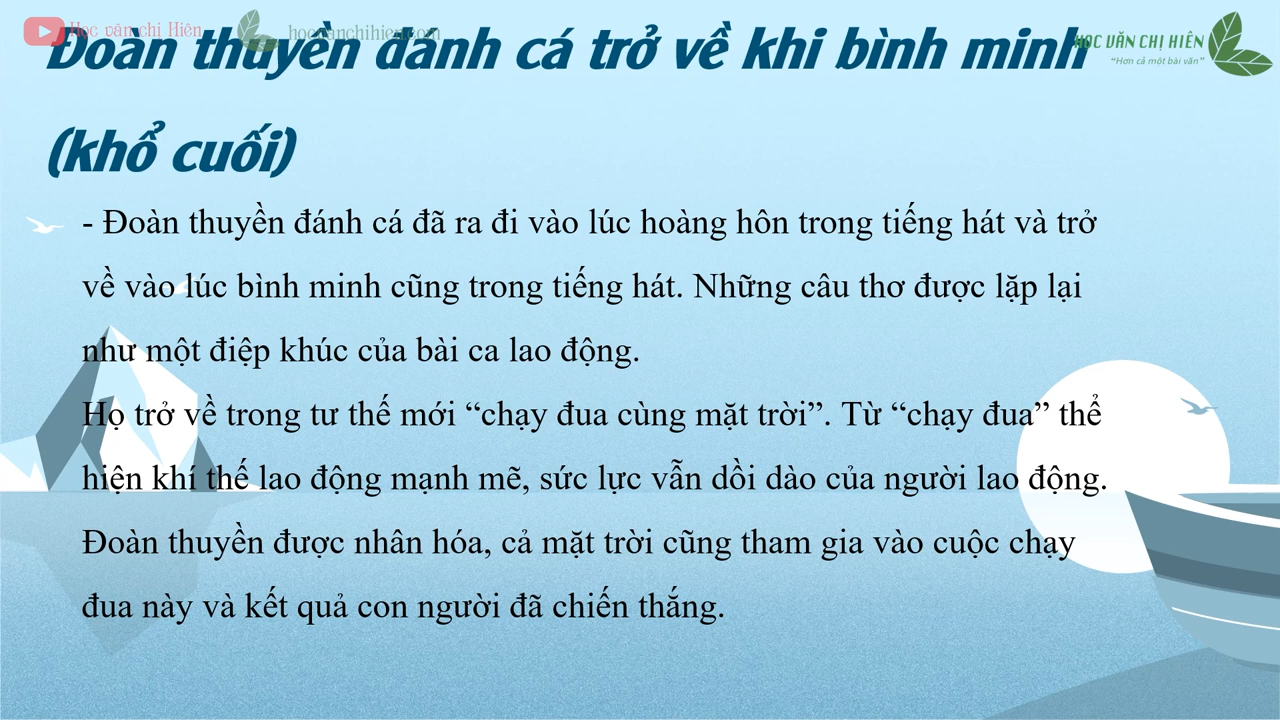 Học văn chị Hiên
hocvanchihien.com
HỌC VĂN CHỊ HIÊN
“Hơn cả một bài văn”
Đoàn thuyền đánh cá trở về khi bình minh
(khổ cuối)
- Đoàn thuyền đánh cá đã ra đi vào lúc hoàng hôn trong tiếng hát và trở
về vào lúc bình minh cũng trong tiếng hát. Những câu thơ được lặp lại
như một điệp khúc của bài ca lao động.
Họ trở về trong tư thế mới “chạy đua cùng mặt trời”. Từ “chạy đua” thể
hiện khí thế lao động mạnh mẽ, sức lực vẫn dồi dào của người lao động.
Đoàn thuyền được nhân hóa, cả mặt trời cũng tham gia vào cuộc chạy
đua này và kết quả con người đã chiến thắng.